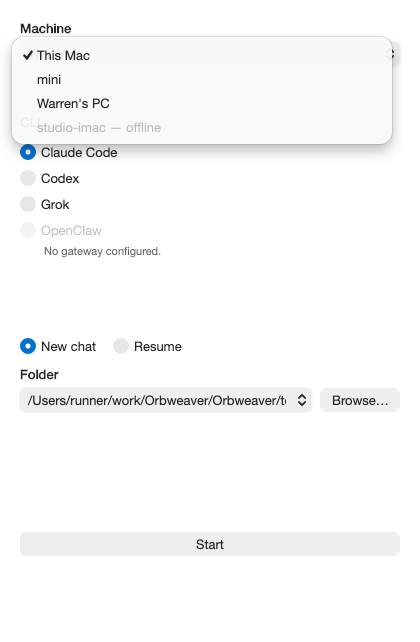 Machine
This Mac
mini
Warren's PC
studio-imac — offline
Claude Code
Codex
Grok
OpenClaw
No gateway configured.
New chat
Resume
Folder
/Users/runner/work/Orbweaver/Orbweaver/t
Browse…
Start